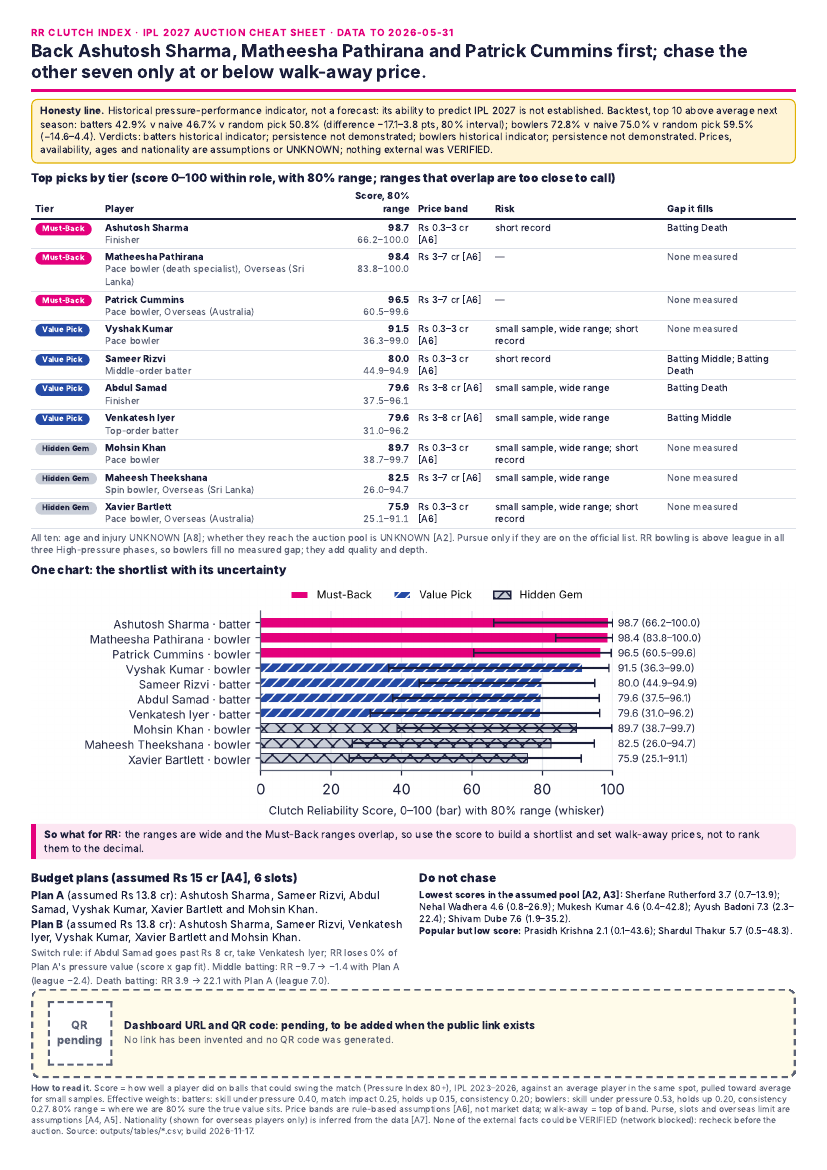 RR CLUTCH INDEX · IPL 2027 AUCTION CHEAT SHEET · DATA TO 2026-05-31
Back Ashutosh Sharma, Matheesha Pathirana and Patrick Cummins first; chase the
other seven only at or below walk-away price.
Honesty line. Historical pressure-performance indicator, not a forecast: its ability to predict IPL 2027 is not established. Backtest, top 10 above average next
season: batters 42.9% v naive 46.7% v random pick 50.8% (difference −17.1–3.8 pts, 80% interval); bowlers 72.8% v naive 75.0% v random pick 59.5%
(−14.6–4.4). Verdicts: batters historical indicator; persistence not demonstrated; bowlers historical indicator; persistence not demonstrated. Prices,
availability, ages and nationality are assumptions or UNKNOWN; nothing external was VERIFIED.
Top picks by tier (score 0–100 within role, with 80% range; ranges that overlap are too close to call)
Tier Player Score, 80% range Price band Risk Gap it fills
Must-Back Ashutosh Sharma 98.7 Rs 0.3–3 cr short record Batting Death
Finisher 66.2–100.0 [A6]
Must-Back Matheesha Pathirana 98.4 Rs 3–7 cr [A6] — None measured
Pace bowler (death specialist), Overseas (Sri 83.8–100.0
Lanka)
Must-Back Patrick Cummins 96.5 Rs 3–7 cr [A6] — None measured
Pace bowler, Overseas (Australia) 60.5–99.6
Value Pick Vyshak Kumar 91.5 Rs 0.3–3 cr small sample, wide range; short None measured
Pace bowler 36.3–99.0 [A6] record
Value Pick Sameer Rizvi 80.0 Rs 0.3–3 cr short record Batting Middle; Batting
Middle-order batter 44.9–94.9 [A6] Death
Value Pick Abdul Samad 79.6 Rs 3–8 cr [A6] small sample, wide range Batting Death
Finisher 37.5–96.1
Value Pick Venkatesh Iyer 79.6 Rs 3–8 cr [A6] small sample, wide range Batting Middle
Top-order batter 31.0–96.2
Hidden Gem Mohsin Khan 89.7 Rs 0.3–3 cr small sample, wide range; short None measured
Pace bowler 38.7–99.7 [A6] record
Hidden Gem Maheesh Theekshana 82.5 Rs 3–7 cr [A6] small sample, wide range None measured
Spin bowler, Overseas (Sri Lanka) 26.0–94.7
Hidden Gem Xavier Bartlett 75.9 Rs 0.3–3 cr small sample, wide range; short None measured
Pace bowler, Overseas (Australia) 25.1–91.1 [A6] record
All ten: age and injury UNKNOWN [A8]; whether they reach the auction pool is UNKNOWN [A2]. Pursue only if they are on the official list. RR bowling is above league in all
three High-pressure phases, so bowlers fill no measured gap; they add quality and depth.
One chart: the shortlist with its uncertainty
Must-Back Value Pick Hidden Gem
Ashutosh Sharma · batter 98.7 (66.2–100.0)
Matheesha Pathirana · bowler 98.4 (83.8–100.0)
Patrick Cummins · bowler 96.5 (60.5–99.6)
Vyshak Kumar · bowler 91.5 (36.3–99.0)
Sameer Rizvi · batter 80.0 (44.9–94.9)
Abdul Samad · batter 79.6 (37.5–96.1)
Venkatesh Iyer · batter 79.6 (31.0–96.2)
Mohsin Khan · bowler 89.7 (38.7–99.7)
Maheesh Theekshana · bowler 82.5 (26.0–94.7)
Xavier Bartlett · bowler 75.9 (25.1–91.1)
0 20 40 60 80 100
Clutch Reliability Score, 0–100 (bar) with 80% range (whisker)
So what for RR: the ranges are wide and the Must-Back ranges overlap, so use the score to build a shortlist and set walk-away prices, not to rank
them to the decimal.
Budget plans (assumed Rs 15 cr [A4], 6 slots)
Plan A (assumed Rs 13.8 cr): Ashutosh Sharma, Sameer Rizvi, Abdul
Samad, Vyshak Kumar, Xavier Bartlett and Mohsin Khan.
Plan B (assumed Rs 13.8 cr): Ashutosh Sharma, Sameer Rizvi, Venkatesh
Iyer, Vyshak Kumar, Xavier Bartlett and Mohsin Khan.
Switch rule: if Abdul Samad goes past Rs 8 cr, take Venkatesh Iyer; RR loses 0% of
Plan A's pressure value (score x gap fit). Middle batting: RR −9.7 → −1.4 with Plan A
(league −2.4). Death batting: RR 3.9 → 22.1 with Plan A (league 7.0).
Do not chase
Lowest scores in the assumed pool [A2, A3]: Sherfane Rutherford 3.7 (0.7–13.9);
Nehal Wadhera 4.6 (0.8–26.9); Mukesh Kumar 4.6 (0.4–42.8); Ayush Badoni 7.3 (2.3–
22.4); Shivam Dube 7.6 (1.9–35.2).
Popular but low score: Prasidh Krishna 2.1 (0.1–43.6); Shardul Thakur 5.7 (0.5–48.3).
QR
pending
Dashboard URL and QR code: pending, to be added when the public link exists
No link has been invented and no QR code was generated.
How to read it. Score = how well a player did on balls that could swing the match (Pressure Index 80+), IPL 2023–2026, against an average player in the same spot, pulled toward average
for small samples. Effective weights: batters: skill under pressure 0.40, match impact 0.25, holds up 0.15, consistency 0.20; bowlers: skill under pressure 0.53, holds up 0.20, consistency
0.27. 80% range = where we are 80% sure the true value sits. Price bands are rule-based assumptions [A6], not market data; walk-away = top of band. Purse, slots and overseas limit are
assumptions [A4, A5]. Nationality (shown for overseas players only) is inferred from the data [A7]. None of the external facts could be VERIFIED (network blocked): recheck before the
auction. Source: outputs/tables/*.csv; build 2026-11-17.